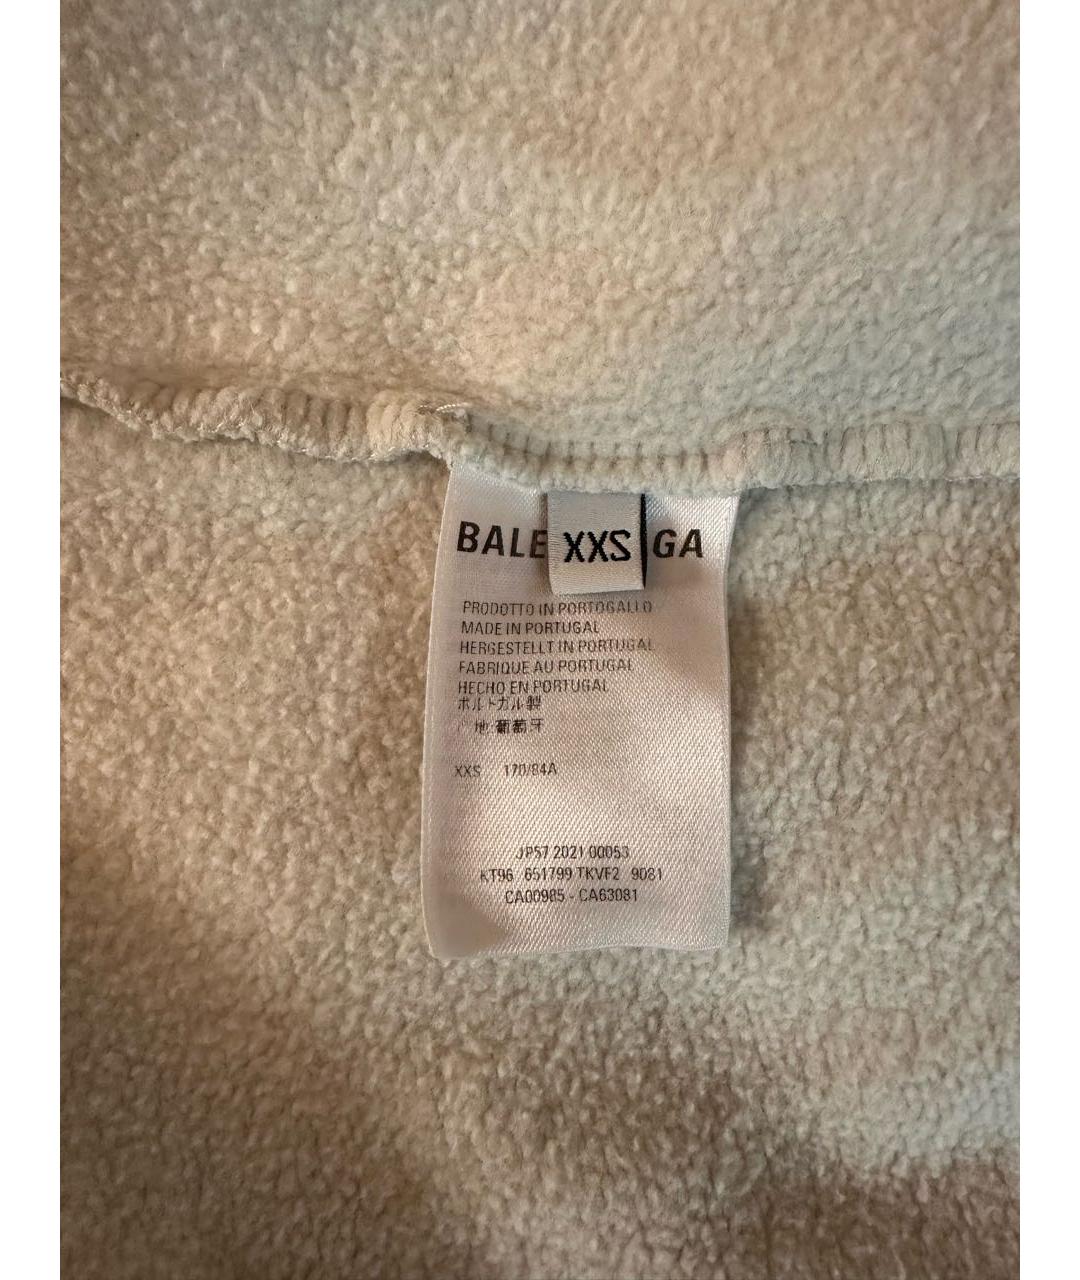 BALE XXS GA
PRODOTTO IN PORTOGALLO
MADE IN PORTUGAL
HERGESTELLT IN PORTUGAL
FABRIQUE AU PORTUGAL
HECHO EN PORTUGAL
ポルトガル製
产地:葡萄牙
XXS 170/84A
JP57 2021 00053
KT96 651799 TKVF2 9081
CA00985 - CA63081